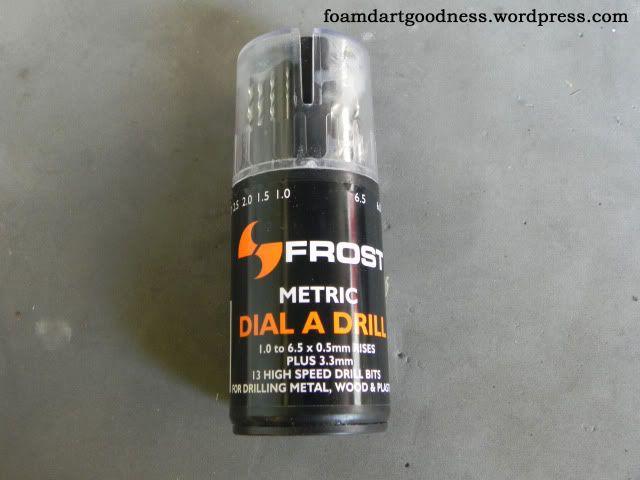 foamdartgoodness.wordpress.com
2.5 2.0 1.5 1.0 6.5
FROST
METRIC
DIAL A DRILL
1.0 to 6.5 x 0.5mm RISES
PLUS 3.3mm
13 HIGH SPEED DRILL BITS
FOR DRILLING METAL, WOOD & PLAST